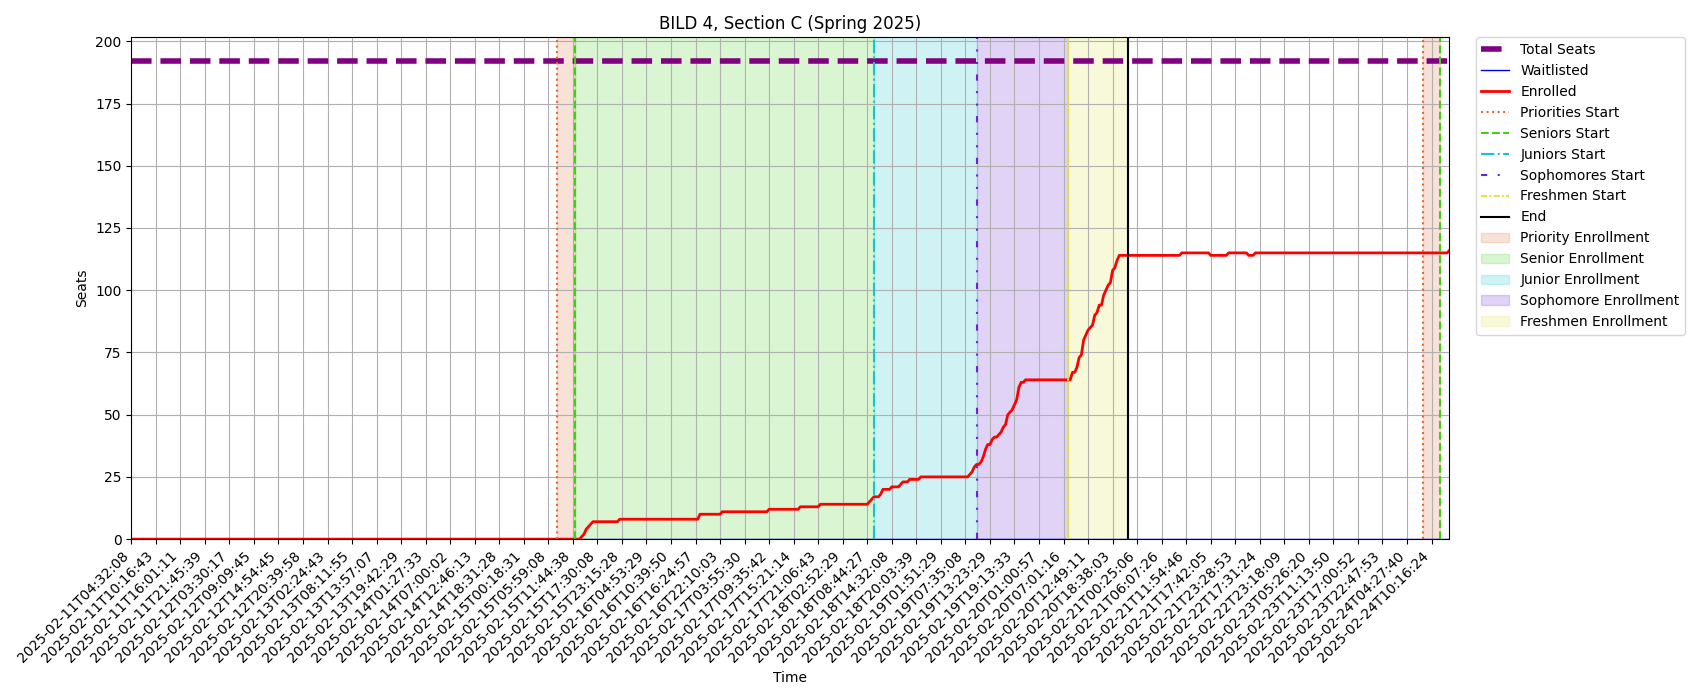 BILD 4, Section C (Spring 2025)
200
175
150
125
100
75
50
25
0
Seats
2025-02-11T04:32:08
2025-02-11T10:16:43
2025-02-11T16:01:11
2025-02-11T21:45:39
2025-02-12T03:30:17
2025-02-12T09:09:45
2025-02-12T14:54:45
2025-02-12T20:39:58
2025-02-13T02:24:43
2025-02-13T08:11:55
2025-02-13T13:57:07
2025-02-13T19:42:29
2025-02-14T01:27:33
2025-02-14T07:00:02
2025-02-14T12:46:13
2025-02-14T18:31:28
2025-02-15T00:18:31
2025-02-15T05:59:08
2025-02-15T11:44:38
2025-02-15T17:30:08
2025-02-15T23:15:28
2025-02-16T04:53:29
2025-02-16T10:39:50
2025-02-16T16:24:57
2025-02-16T22:10:03
2025-02-17T03:55:30
2025-02-17T09:35:42
2025-02-17T15:21:14
2025-02-17T21:06:43
2025-02-18T02:52:29
2025-02-18T08:44:27
2025-02-18T14:32:08
2025-02-18T20:03:39
2025-02-19T01:51:29
2025-02-19T07:35:08
2025-02-19T13:23:29
2025-02-19T19:13:33
2025-02-20T01:00:57
2025-02-20T07:01:16
2025-02-20T12:49:11
2025-02-20T18:38:03
2025-02-21T00:25:06
2025-02-21T06:07:26
2025-02-21T11:54:46
2025-02-21T17:42:05
2025-02-21T23:28:53
2025-02-22T17:31:24
2025-02-22T23:18:09
2025-02-23T05:26:20
2025-02-23T11:13:50
2025-02-23T17:00:52
2025-02-23T22:47:53
2025-02-24T04:27:40
2025-02-24T10:16:24
Time
Total Seats
Waitlisted
Enrolled
Priorities Start
Seniors Start
Juniors Start
Sophomores Start
Freshmen Start
End
Priority Enrollment
Senior Enrollment
Junior Enrollment
Sophomore Enrollment
Freshmen Enrollment